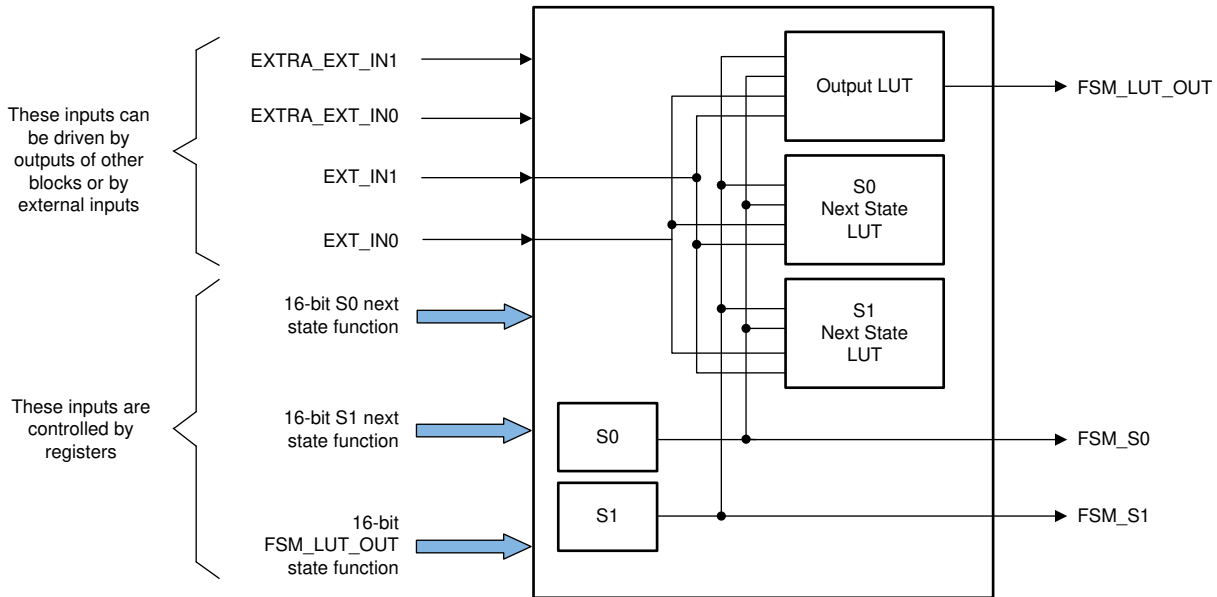 These inputs can
be driven by
outputs of other
blocks or by
external inputs
EXTRA_EXT_IN1
EXTRA_EXT_IN0
EXT_IN1
EXT_IN0
These inputs are
controlled by
registers
16-bit S0 next
state function
16-bit S1 next
state function
16-bit
FSM_LUT_OUT
state function
Output LUT
S0
Next State
LUT
S1
Next State
LUT
S0
S1
FSM_LUT_OUT
FSM_S0
FSM_S1